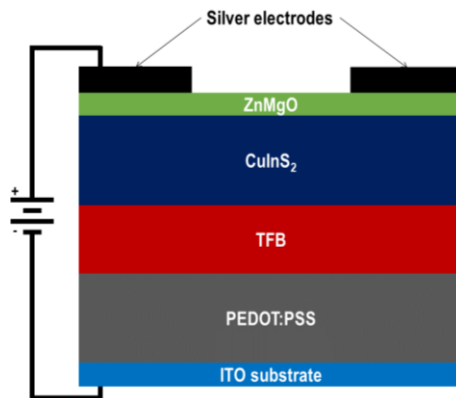 Silver electrodes
ZnMgO
CuInS₂
+
-
TFB
PEDOT:PSS
ITO substrate